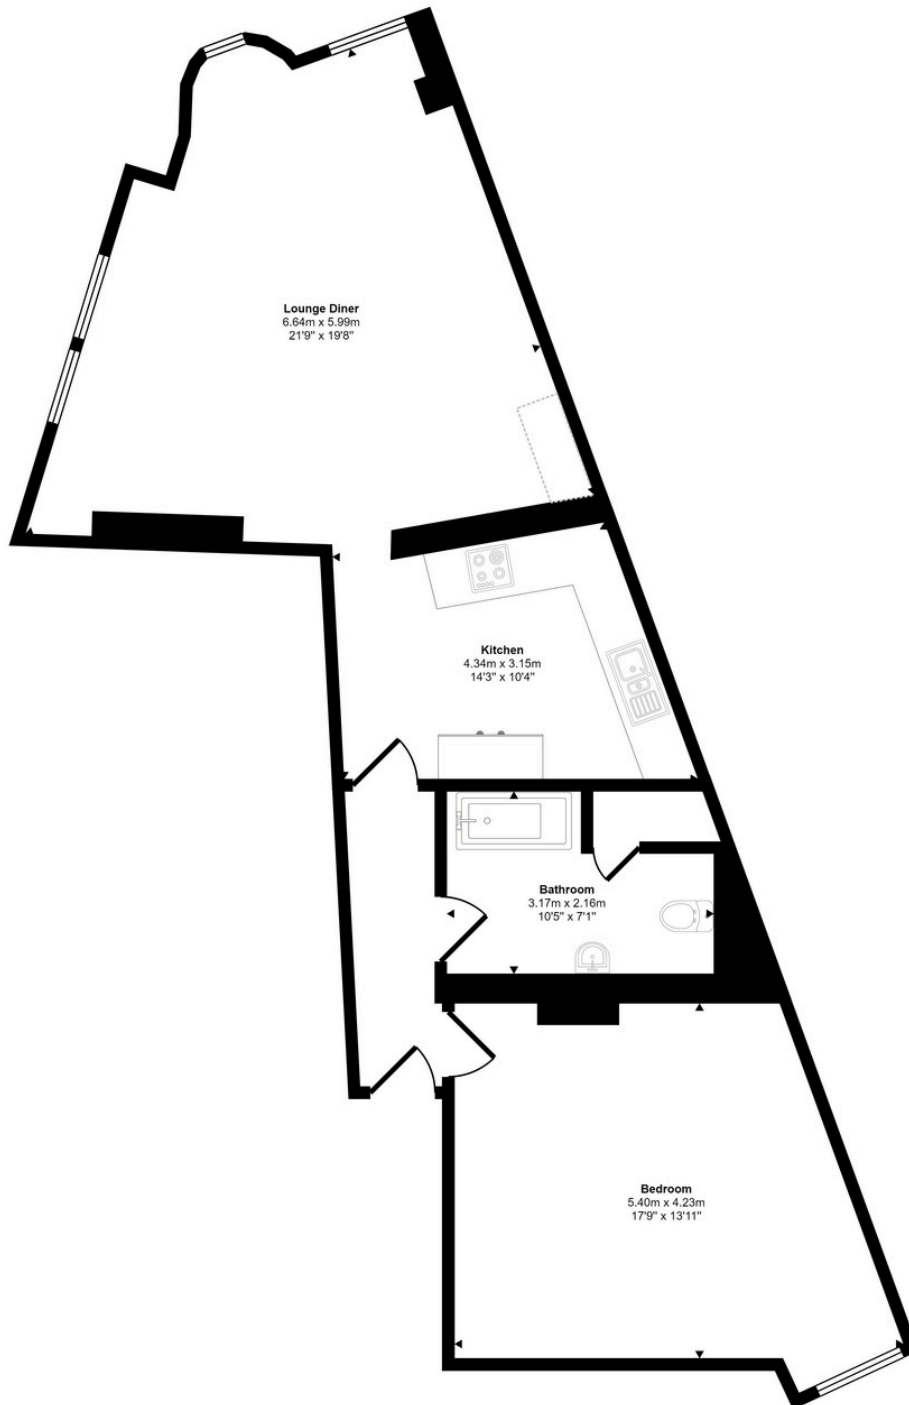 Lounge Diner
6.64m x 5.99m
21'9" x 19'8"
Kitchen
4.34m x 3.15m
14'3" x 10'4"
Bathroom
3.17m x 2.16m
10'5" x 7'1"
Bedroom
5.40m x 4.23m
17'9" x 13'11"